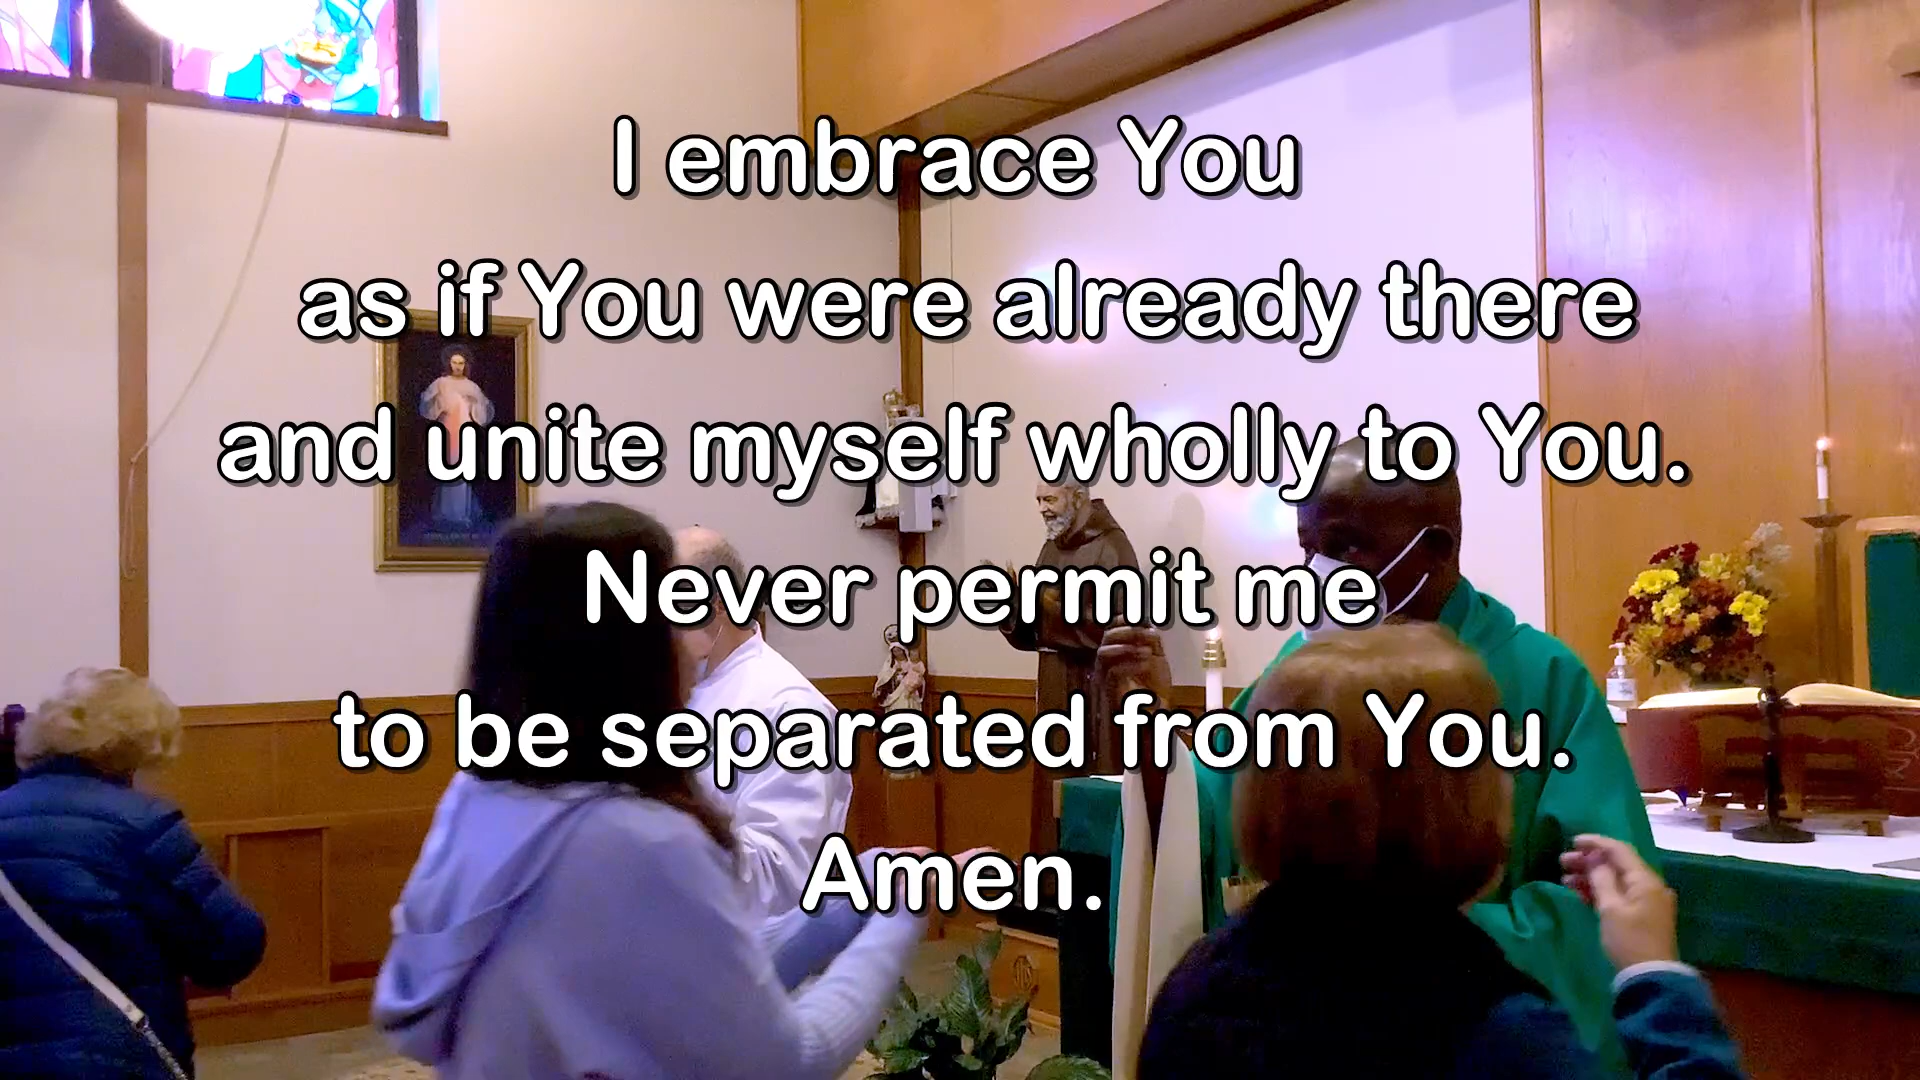 I embrace You
as if You were already there
and unite myself wholly to You.
Never permit me
to be separated from You.
Amen.